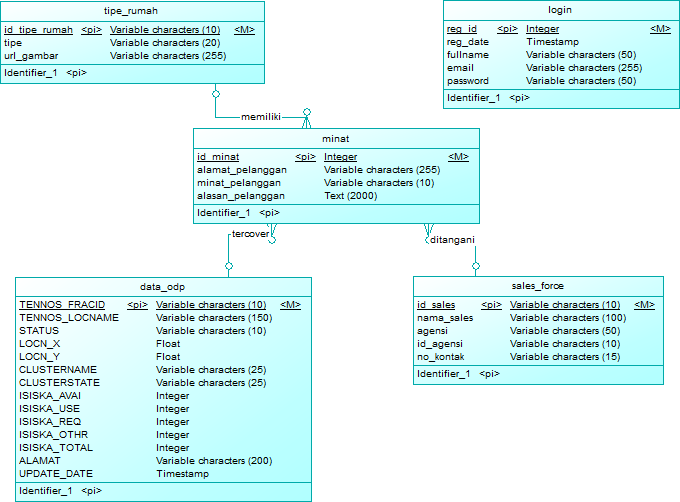 tipe_rumah
id_tipe_rumah <pi> Variable characters (10) <M>
tipe Variable characters (20)
url_gambar Variable characters (255)
Identifier_1 <pi>
login
reg_id <pi> Integer <M>
reg_date Timestamp
fullname Variable characters (50)
email Variable characters (255)
password Variable characters (50)
Identifier_1 <pi>
memiliki
minat
id_minat <pi> Integer <M>
alamat_pelanggan Variable characters (255)
minat_pelanggan Variable characters (10)
alasan_pelanggan Text (2000)
Identifier_1 <pi>
tercover
ditangani
data_odp
TENNOS_FRACID <pi> Variable characters (10) <M>
TENNOS_LOCNAME Variable characters (150)
STATUS Variable characters (10)
LOCN_X Float
LOCN_Y Float
CLUSTERNAME Variable characters (25)
CLUSTERSTATE Variable characters (25)
ISISKA_AVAI Integer
ISISKA_USE Integer
ISISKA_REQ Integer
ISISKA_OTHR Integer
ISISKA_TOTAL Integer
ALAMAT Variable characters (200)
UPDATE_DATE Timestamp
Identifier_1 <pi>
sales_force
id_sales <pi> Variable characters (10) <M>
nama_sales Variable characters (100)
agensi Variable characters (50)
id_agensi Variable characters (10)
no_kontak Variable characters (15)
Identifier_1 <pi>